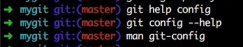 ➜ mygit git:(master) git help config
➜ mygit git:(master) git config --help
➜ mygit git:(master) man git-config